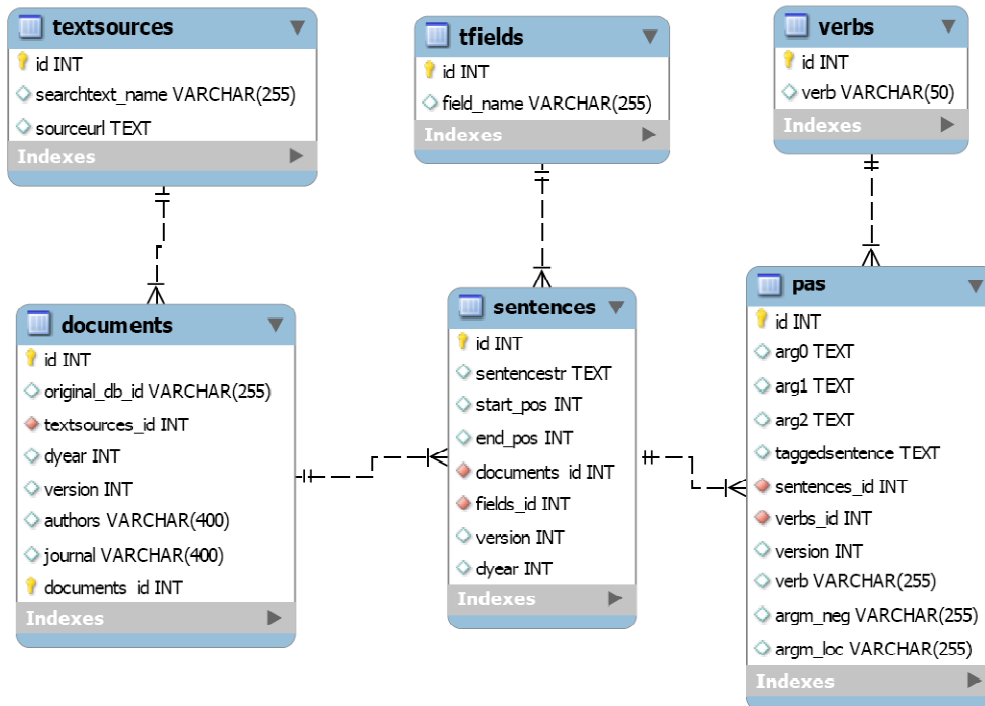 textsources
id INT
searchtext_name VARCHAR(255)
sourceurl TEXT
Indexes
tfields
id INT
field_name VARCHAR(255)
Indexes
verbs
id INT
verb VARCHAR(50)
Indexes
documents
id INT
original_db_id VARCHAR(255)
textsources_id INT
dyear INT
version INT
authors VARCHAR(400)
journal VARCHAR(400)
documents id INT
Indexes
sentences
id INT
sentencestr TEXT
start_pos INT
end_pos INT
documents id INT
fields_id INT
version INT
dyear INT
Indexes
pas
id INT
arg0 TEXT
arg1 TEXT
arg2 TEXT
taggedsentence TEXT
sentences_id INT
verbs_id INT
version INT
verb VARCHAR(255)
argm_neg VARCHAR(255)
argm_loc VARCHAR(255)
Indexes